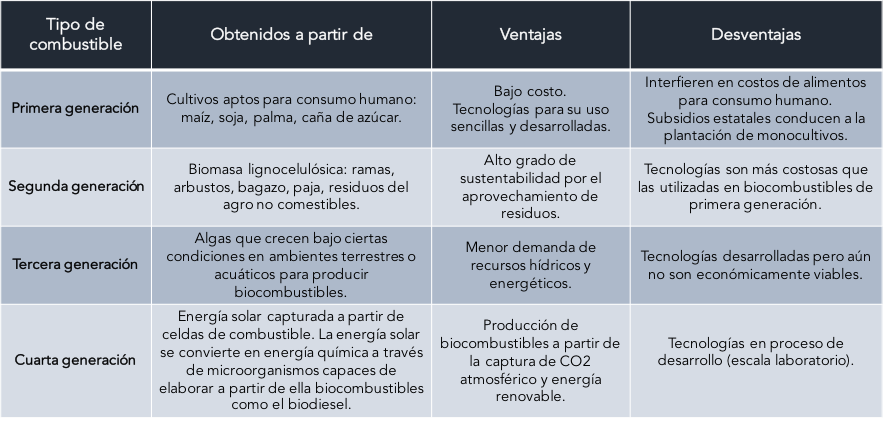 Tipo de
combustible
Obtenidos a partir de
Ventajas
Desventajas
Primera generación
Cultivos aptos para consumo humano:
maíz, soja, palma, caña de azúcar.
Bajo costo.
Tecnologías para su uso
sencillas y desarrolladas.
Interfieren en costos de alimentos
para consumo humano.
Subsidios estatales conducen a la
plantación de monocultivos.
Segunda generación
Biomasa lignocelulósica: ramas,
arbustos, bagazo, paja, residuos del
agro no comestibles.
Alto grado de
sustentabilidad por el
aprovechamiento de
residuos.
Tecnologías son más costosas que
las utilizadas en biocombustibles de
primera generación.
Tercera generación
Algas que crecen bajo ciertas
condiciones en ambientes terrestres o
acuáticos para producir
biocombustibles.
Menor demanda de
recursos hídricos y
energéticos.
Tecnologías desarrolladas pero aún
no son económicamente viables.
Cuarta generación
Energía solar capturada a partir de
celdas de combustible. La energía solar
se convierte en energía química a través
de microorganismos capaces de
elaborar a partir de ella biocombustibles
como el biodiesel.
Producción de
biocombustibles a partir de
la captura de CO2
atmosférico y energía
renovable.
Tecnologías en proceso de
desarrollo (escala laboratorio).